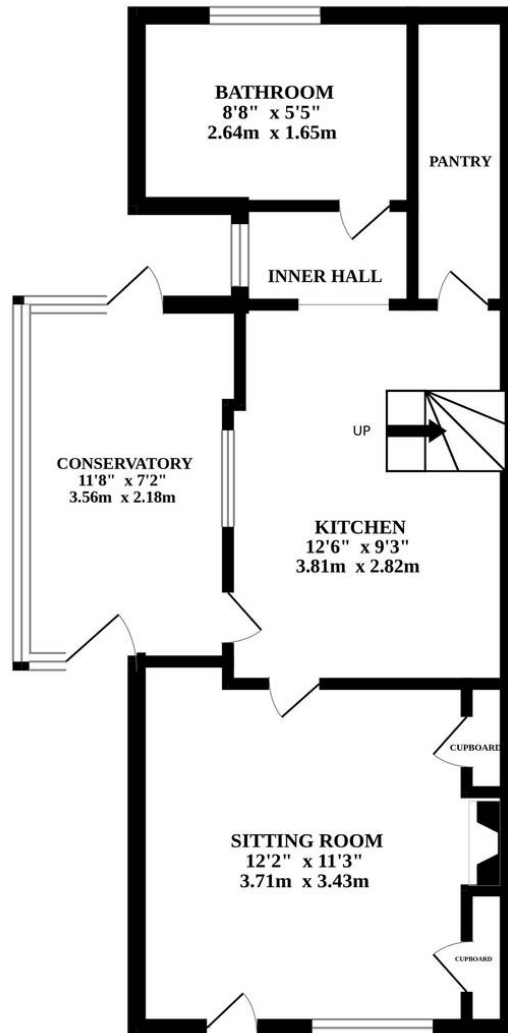 BATHROOM
8'8" x 5'5"
2.64m x 1.65m
PANTRY
INNER HALL
UP
CONSERVATORY
11'8" x 7'2"
3.56m x 2.18m
KITCHEN
12'6" x 9'3"
3.81m x 2.82m
CUPBOARD
SITTING ROOM
12'2" x 11'3"
3.71m x 3.43m
CUPBOARD